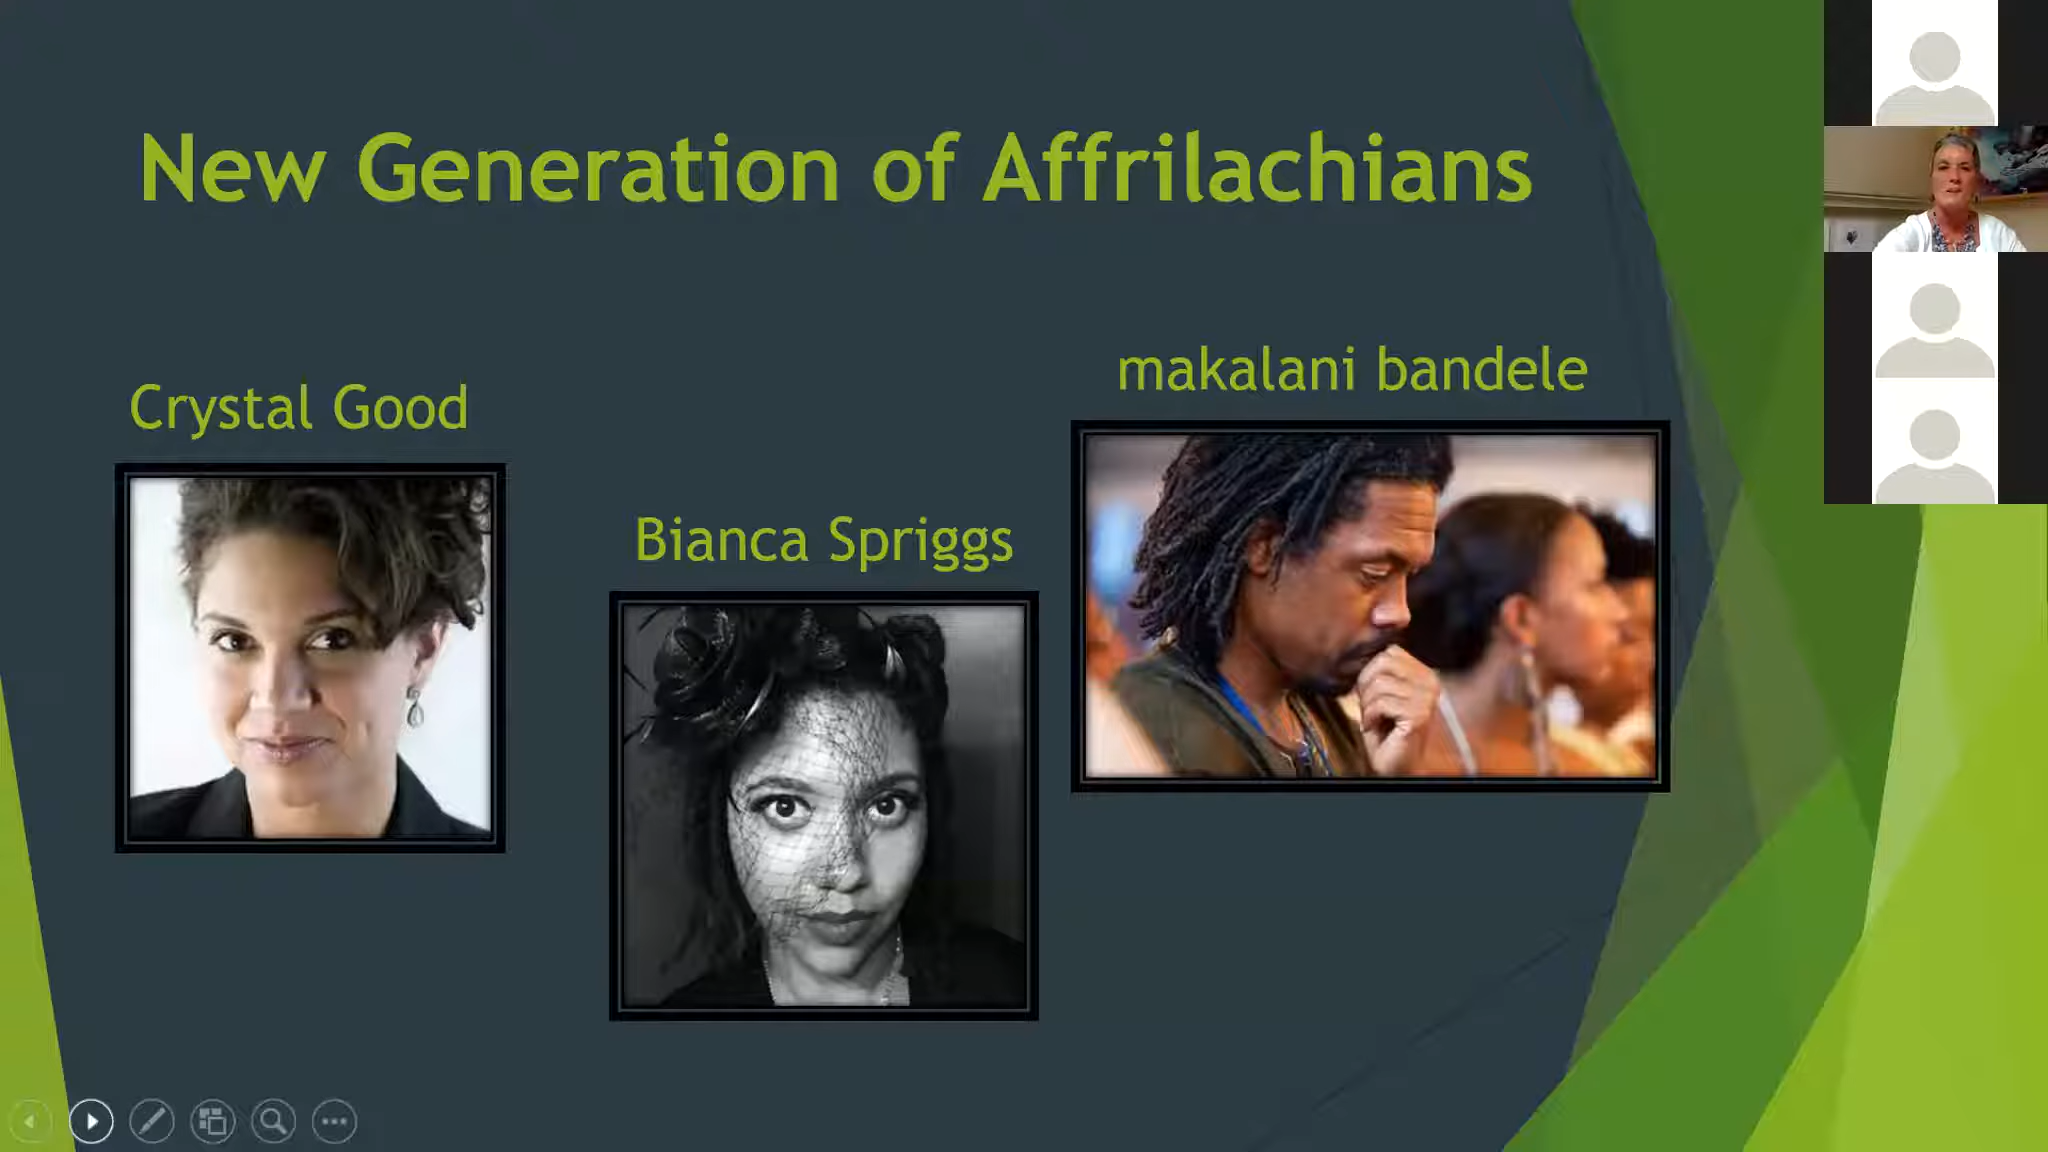 New Generation of Affrilachians
Crystal Good
Bianca Spriggs
makalani bandele